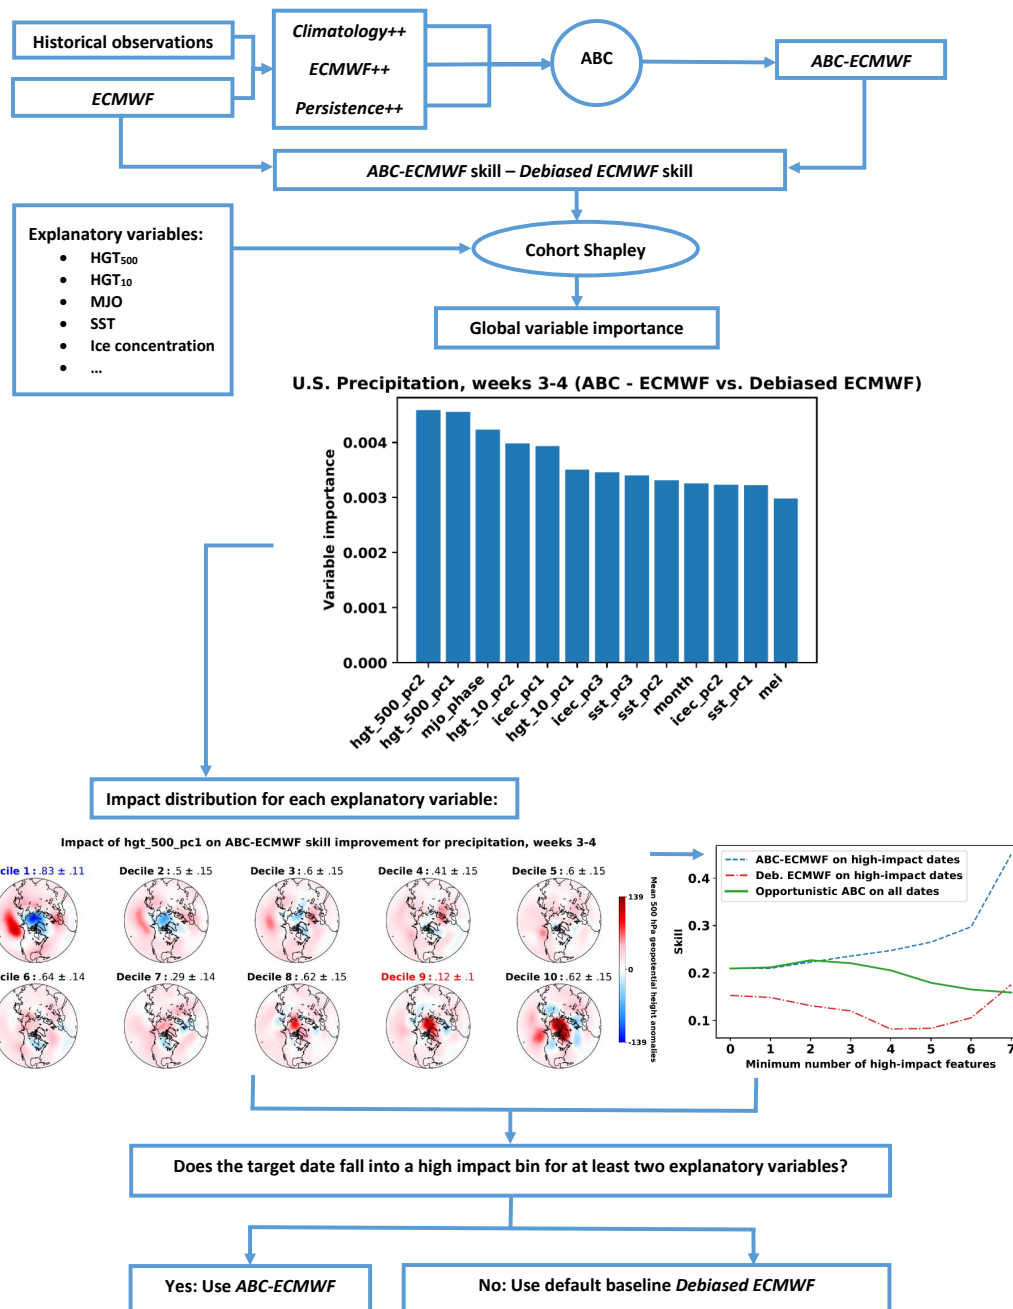 Historical observations
ECMWF
Climatology++
ECMWF++
Persistence++
ABC
ABC-ECMWF
ABC-ECMWF skill – Debiased ECMWF skill
Explanatory variables:
• HGT500
• HGT10
• MJO
• SST
• Ice concentration
• ...
Cohort Shapley
Global variable importance
U.S. Precipitation, weeks 3-4 (ABC - ECMWF vs. Debiased ECMWF)
Variable importance
0.004
0.003
0.002
0.001
0.000
hgt_500_pc2
hgt_500_pc1
mjo_phase
hgt_10_pc2
icec_pc1
hgt_10_pc1
icec_pc3
sst_pc3
sst_pc2
month
icec_pc2
sst_pc1
mei
Impact distribution for each explanatory variable:
Impact of hgt_500_pc1 on ABC-ECMWF skill improvement for precipitation, weeks 3-4
Decile 1 : .83 ± .11
Decile 2 : .5 ± .15
Decile 3 : .6 ± .15
Decile 4 : .41 ± .15
Decile 5 : .6 ± .15
Decile 6 : .64 ± .14
Decile 7 : .29 ± .14
Decile 8 : .62 ± .15
Decile 9 : .12 ± .1
Decile 10 : .62 ± .15
139
0
-139
Mean 500 hPa geopotential height anomalies
ABC-ECMWF on high-impact dates
Deb. ECMWF on high-impact dates
Opportunistic ABC on all dates
Skill
0.4
0.3
0.2
0.1
0 1 2 3 4 5 6 7
Minimum number of high-impact features
Does the target date fall into a high impact bin for at least two explanatory variables?
Yes: Use ABC-ECMWF
No: Use default baseline Debiased ECMWF